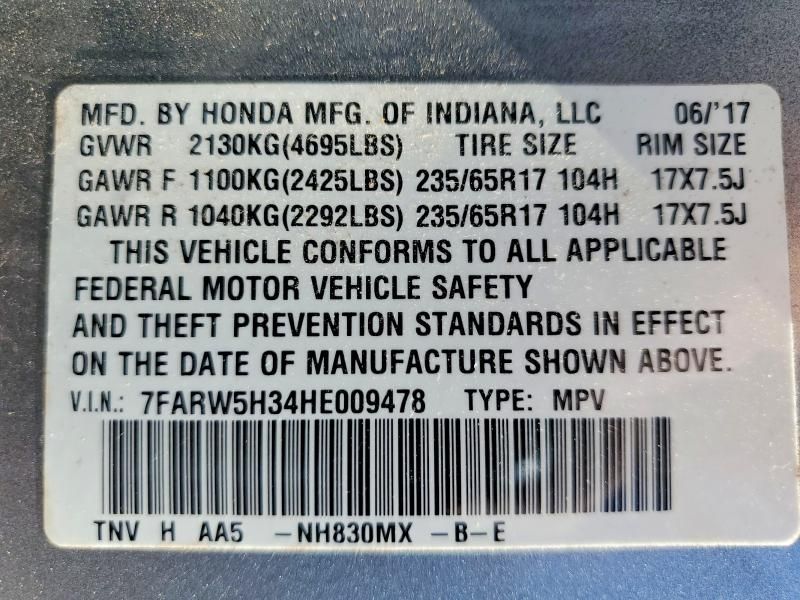 MFD. BY HONDA MFG. OF INDIANA, LLC 06/'17
GVWR 2130KG(4695LBS) TIRE SIZE RIM SIZE
GAWR F 1100KG(2425LBS) 235/65R17 104H 17X7.5J
GAWR R 1040KG(2292LBS) 235/65R17 104H 17X7.5J
THIS VEHICLE CONFORMS TO ALL APPLICABLE
FEDERAL MOTOR VEHICLE SAFETY
AND THEFT PREVENTION STANDARDS IN EFFECT
ON THE DATE OF MANUFACTURE SHOWN ABOVE.
V.I.N.: 7FARW5H34HE009478 TYPE: MPV
TNV H AA5 -NH830MX -B-E